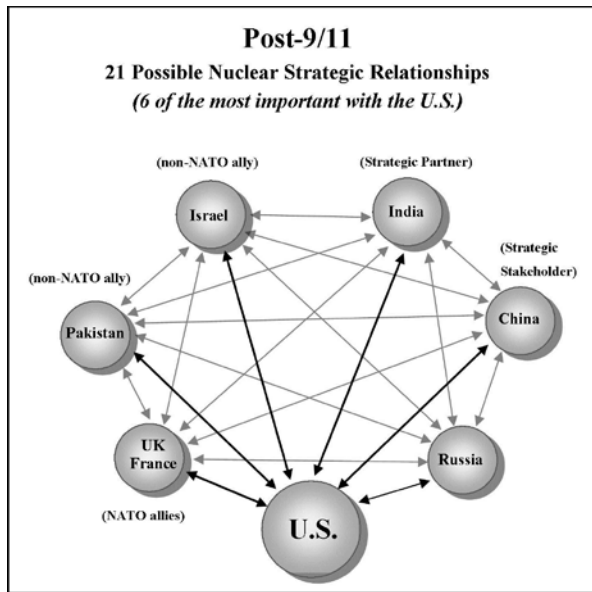 Post-9/11
21 Possible Nuclear Strategic Relationships
(6 of the most important with the U.S.)
(non-NATO ally)
(Strategic Partner)
Israel
India
(Strategic
Stakeholder)
(non-NATO ally)
Pakistan
China
UK
France
Russia
(NATO allies)
U.S.